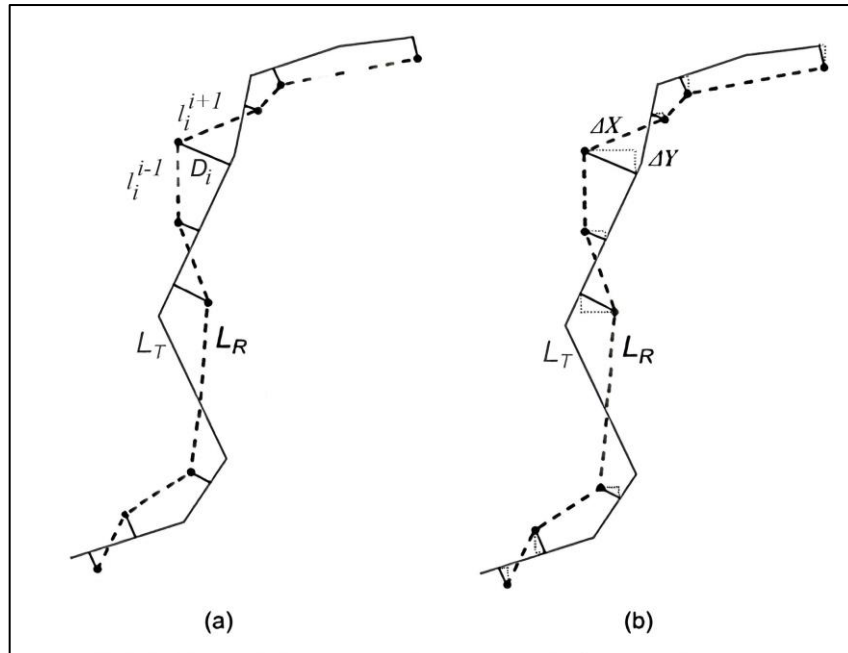 l_i^{i+1}
D_i
l_i^{i-1}
L_T
L_R
(a)
ΔX
ΔY
L_T
L_R
(b)